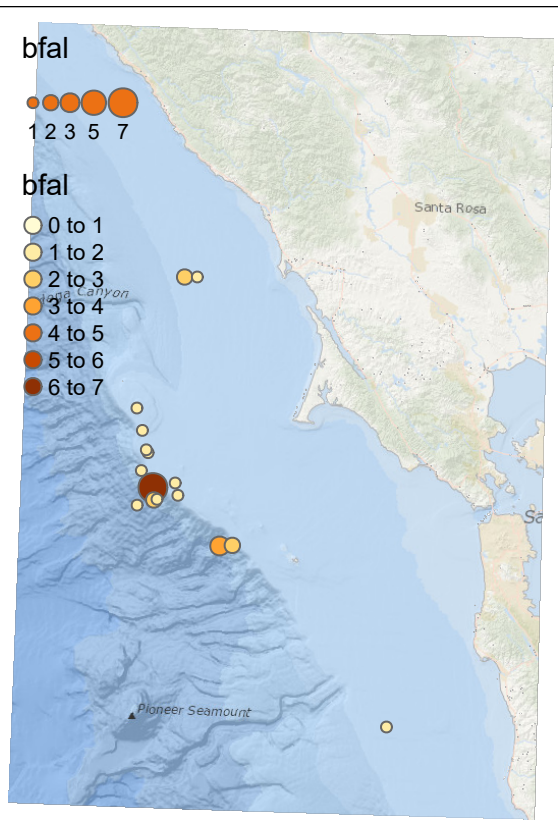 bfal
1 2 3 5 7
bfal
0 to 1
1 to 2
2 to 3
3 to 4
4 to 5
5 to 6
6 to 7
Canyon
Santa Rosa
Sa
Pioneer Seamount